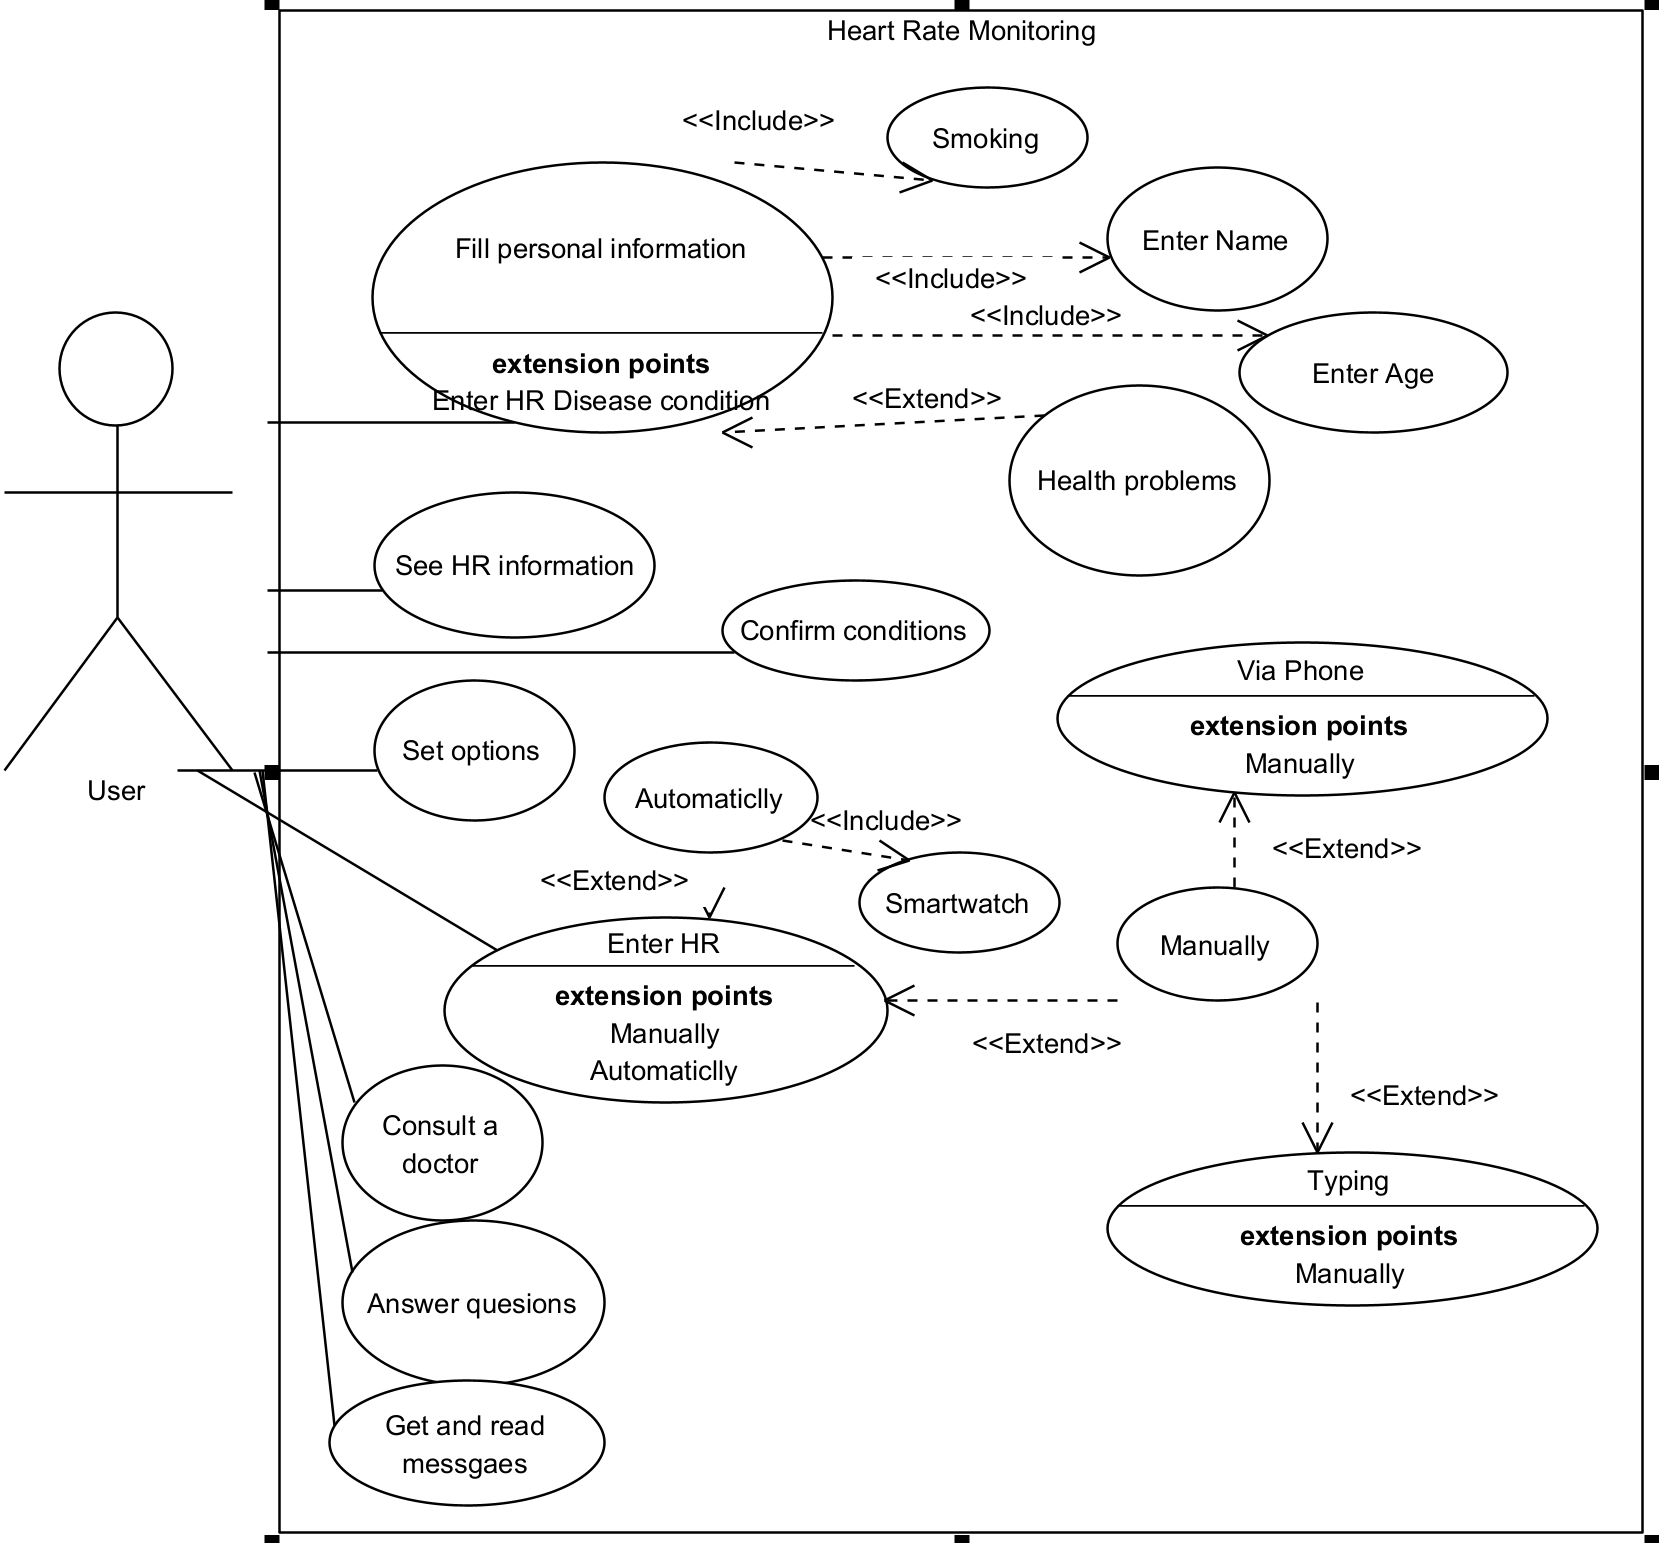 Heart Rate Monitoring
<<Include>>
Smoking
Fill personal information
Enter Name
<<Include>>
<<Include>>
extension points
Enter HR Disease condition
Enter Age
<<Extend>>
Health problems
See HR information
Confirm conditions
Via Phone
extension points
Manually
Set options
User
Automaticlly
<<Include>>
<<Extend>>
Smartwatch
<<Extend>>
Manually
Enter HR
extension points
Manually
Automaticlly
<<Extend>>
<<Extend>>
Consult a
doctor
Typing
extension points
Manually
Answer quesions
Get and read
messgaes